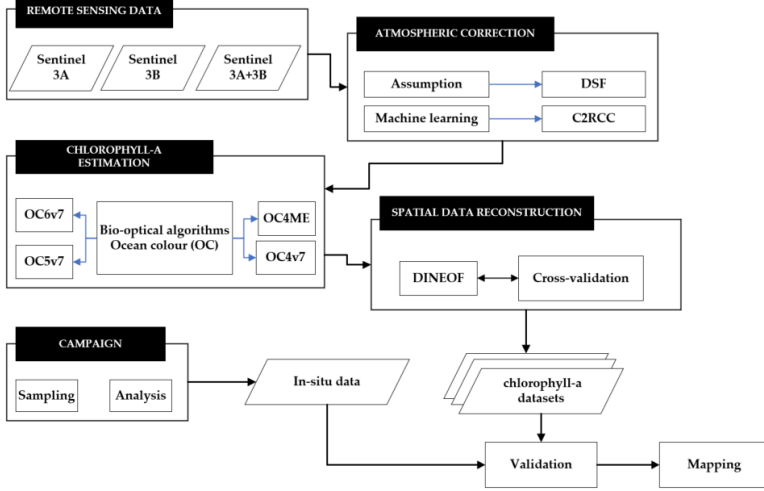 REMOTE SENSING DATA
Sentinel
3A
Sentinel
3B
Sentinel
3A+3B
ATMOSPHERIC CORRECTION
Assumption
DSF
Machine learning
C2RCC
CHLOROPHYLL-A
ESTIMATION
OC6v7
OC5v7
Bio-optical algorithms
Ocean colour (OC)
OC4ME
OC4v7
SPATIAL DATA RECONSTRUCTION
DINEOF
Cross-validation
CAMPAIGN
Sampling
Analysis
In-situ data
chlorophyll-a
datasets
Validation
Mapping